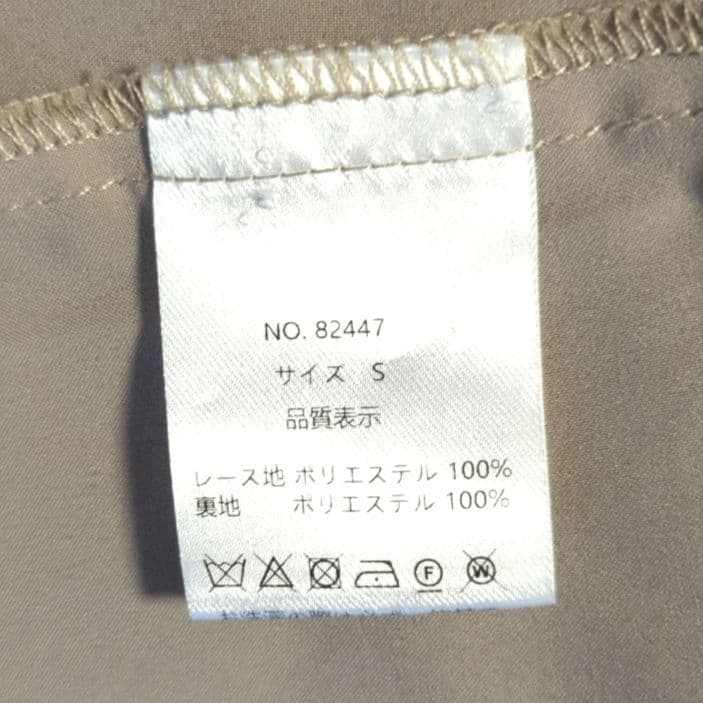 NO. 82447
サイズ S
品質表示
レース地 ポリエステル 100%
裏地 ポリエステル 100%
F W